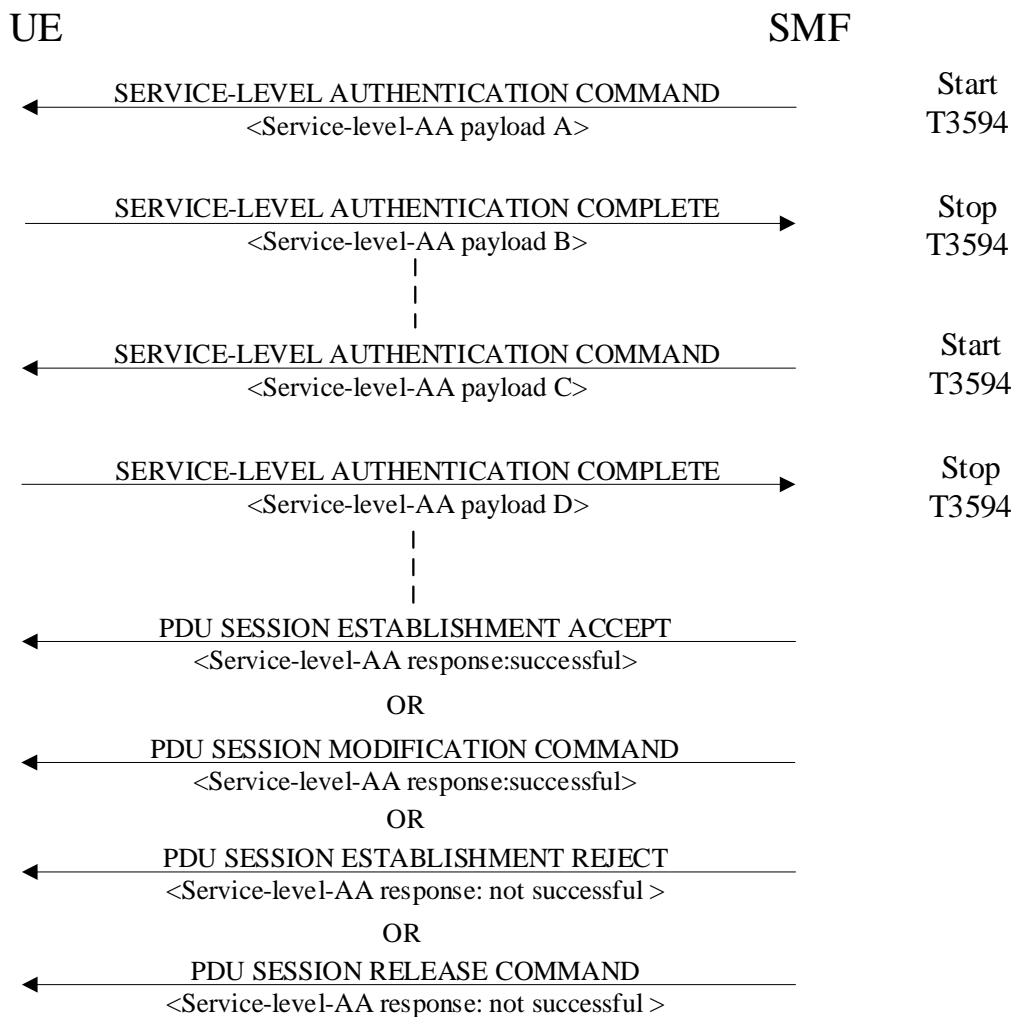 UE
SMF
SERVICE-LEVEL AUTHENTICATION COMMAND
<Service-level-AA payload A>
Start
T3594
SERVICE-LEVEL AUTHENTICATION COMPLETE
<Service-level-AA payload B>
Stop
T3594
SERVICE-LEVEL AUTHENTICATION COMMAND
<Service-level-AA payload C>
Start
T3594
SERVICE-LEVEL AUTHENTICATION COMPLETE
<Service-level-AA payload D>
Stop
T3594
PDU SESSION ESTABLISHMENT ACCEPT
<Service-level-AA response:successful>
OR
PDU SESSION MODIFICATION COMMAND
<Service-level-AA response:successful>
OR
PDU SESSION ESTABLISHMENT REJECT
<Service-level-AA response: not successful >
OR
PDU SESSION RELEASE COMMAND
<Service-level-AA response: not successful >